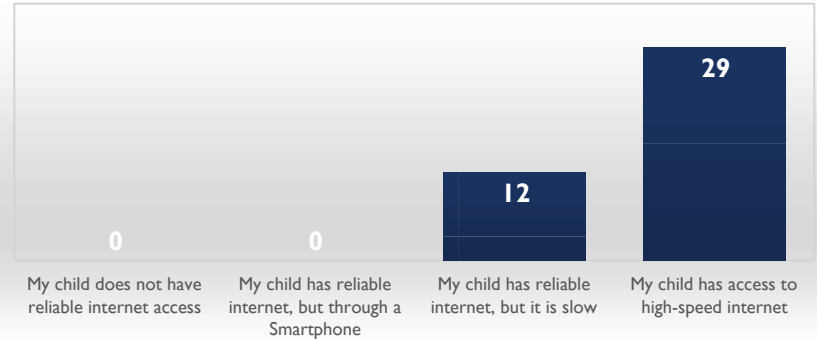 29
12
0
0
My child does not have
reliable internet access
My child has reliable
internet, but through a
Smartphone
My child has reliable
internet, but it is slow
My child has access to
high-speed internet